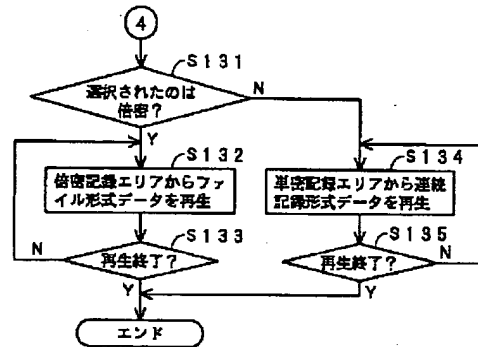 4
S131
選択されたのは
倍密?
N
Y
S132
倍密記録エリアからファ
イル形式データを再生
S134
単密記録エリアから連続
記録形式データを再生
S133
再生終了?
N
Y
S135
再生終了?
N
Y
エンド